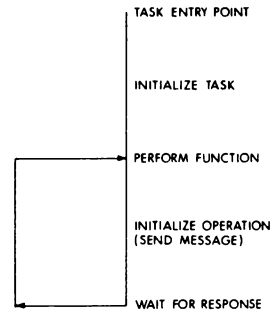 TASK ENTRY POINT
INITIALIZE TASK
PERFORM FUNCTION
INITIALIZE OPERATION
(SEND MESSAGE)
WAIT FOR RESPONSE